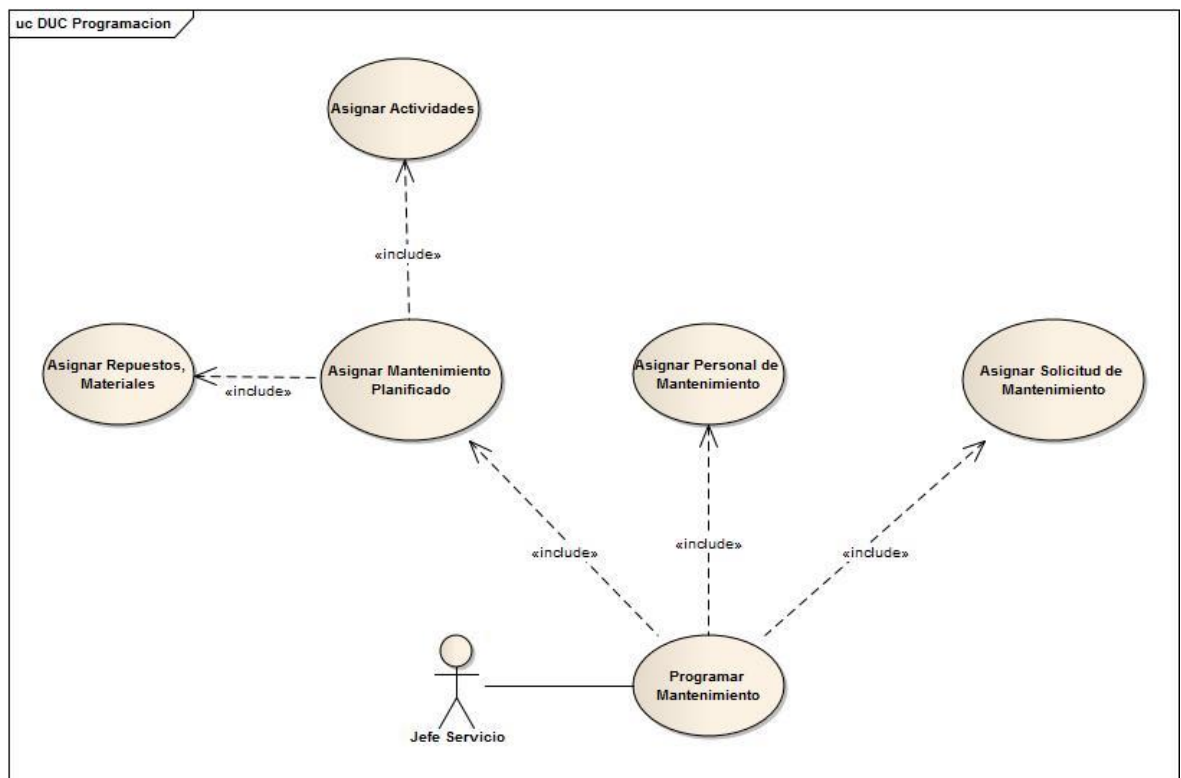 uc DUC Programacion
Asignar Actividades
«include»
Asignar Repuestos,
Materiales
«include»
Asignar Mantenimiento
Planificado
Asignar Personal de
Mantenimiento
Asignar Solicitud de
Mantenimiento
«include»
«include»
«include»
Programar
Mantenimiento
Jefe Servicio